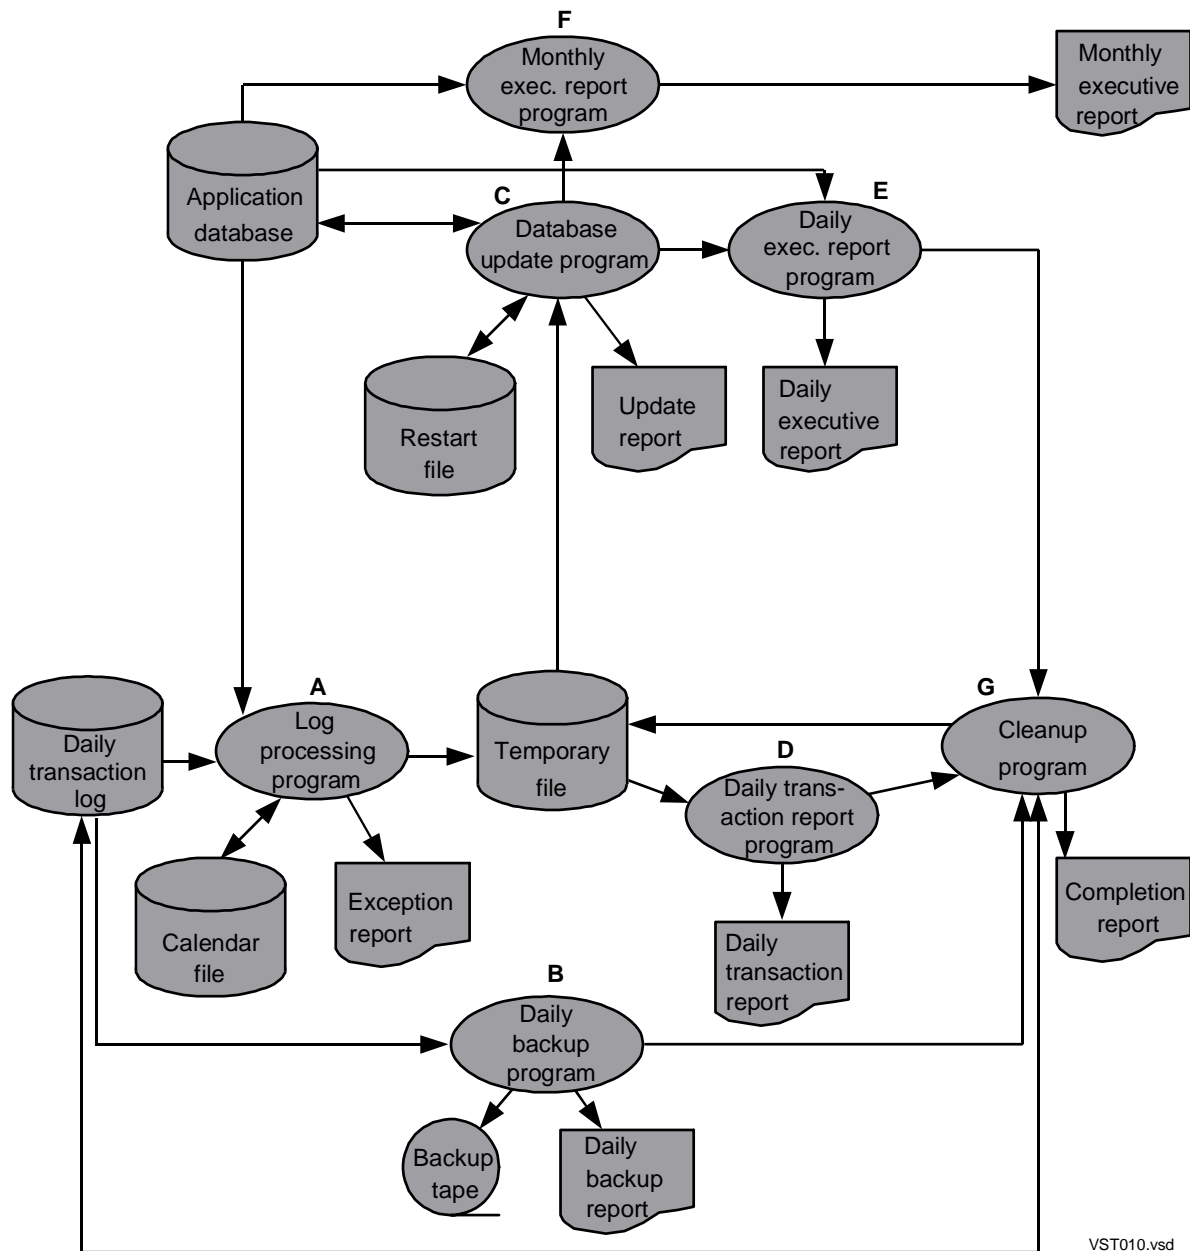 F
Monthly
exec. report
program
Monthly
executive
report
Application
database
C
Database
update program
E
Daily
exec. report
program
Restart
file
Update
report
Daily
executive
report
Daily
transaction
log
A
Log
processing
program
Temporary
file
D
Daily trans-
action report
program
G
Cleanup
program
Calendar
file
Exception
report
Daily
transaction
report
Completion
report
B
Daily
backup
program
Backup
tape
Daily
backup
report
VST010.vsd